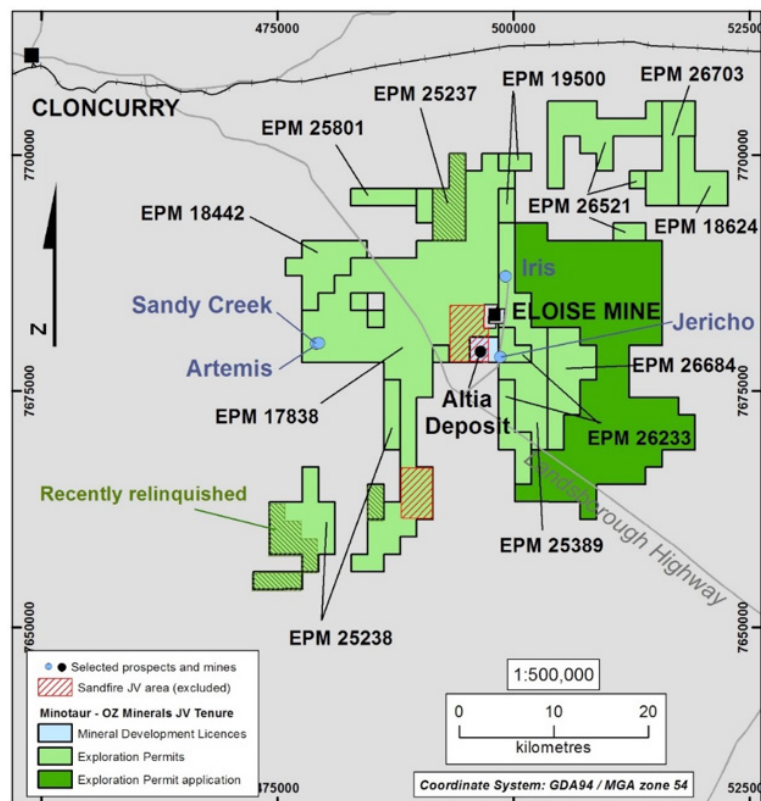 475000
500000
525000
CLONCURRY
EPM 25237
EPM 19500
EPM 26703
EPM 25801
7700000
7700000
EPM 18442
EPM 26521
EPM 18624
N
Iris
Sandy Creek
ELOISE MINE
Jericho
Artemis
EPM 26684
7675000
7675000
EPM 17838
Altia
Deposit
EPM 26233
Recently relinquished
Landsborough Highway
EPM 25389
7650000
7650000
EPM 25238
Selected prospects and mines
Sandfire JV area (excluded)
Minotaur - OZ Minerals JV Tenure
Mineral Development Licences
Exploration Permits
Exploration Permit application
1:500,000
0 10 20
kilometres
Coordinate System: GDA94 / MGA zone 54
475000
500000
52500